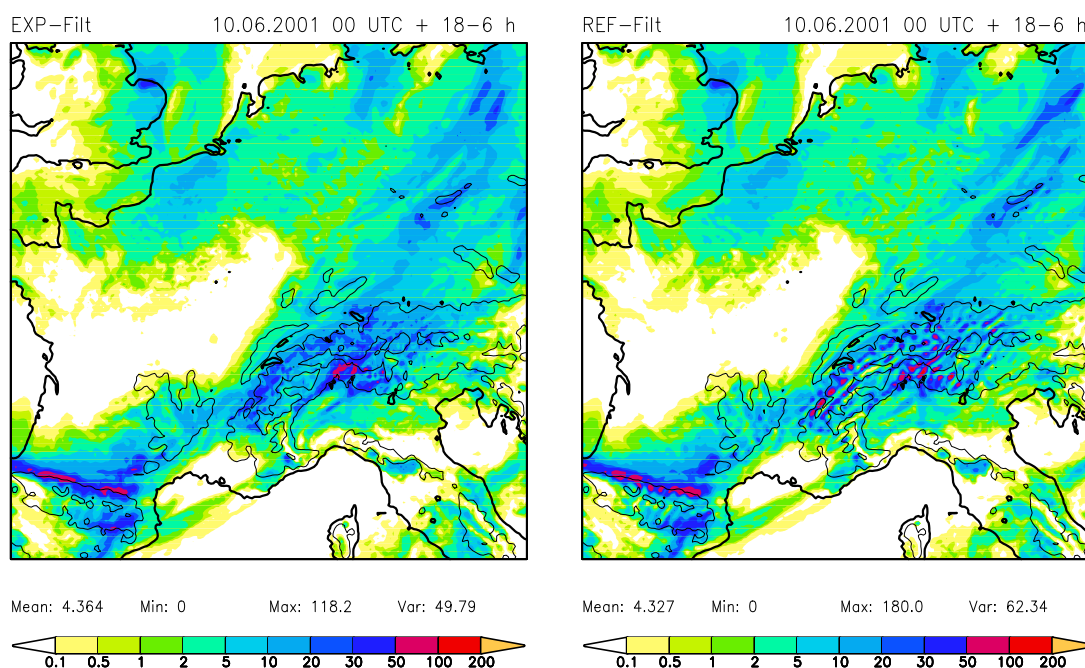 EXP-Filt 10.06.2001 00 UTC + 18-6 h
REF-Filt 10.06.2001 00 UTC + 18-6 h
Mean: 4.364 Min: 0 Max: 118.2 Var: 49.79
Mean: 4.327 Min: 0 Max: 180.0 Var: 62.34
0.1 0.5 1 2 5 10 20 30 50 100 200
0.1 0.5 1 2 5 10 20 30 50 100 200